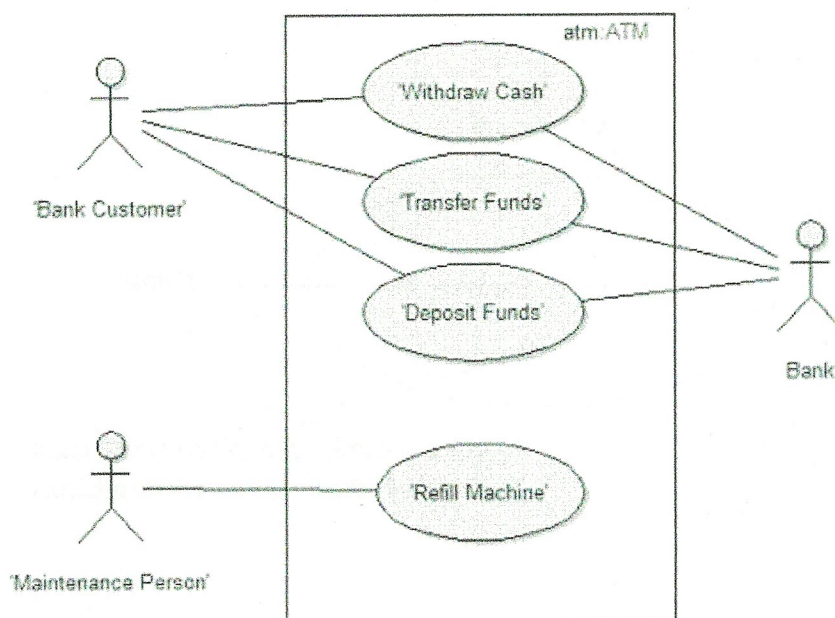 atm:ATM
'Withdraw Cash'
'Transfer Funds'
'Bank Customer'
'Deposit Funds'
Bank
'Refill Machine'
'Maintenance Person'